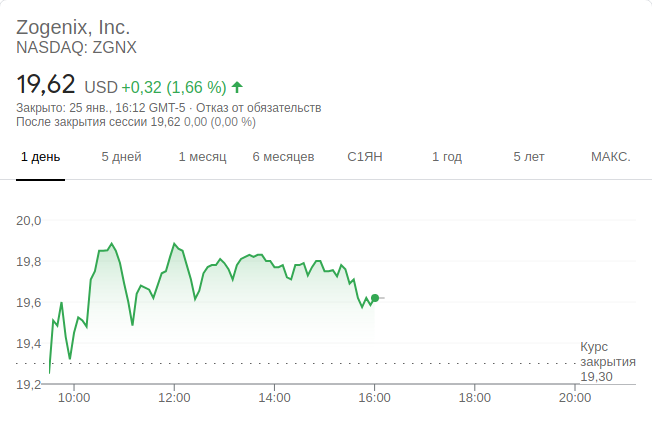 Zogenix, Inc.
NASDAQ: ZGNX
19,62 USD +0,32 (1,66 %)
Закрыто: 25 янв., 16:12 GMT-5 · Отказ от обязательств
После закрытия сессии 19,62 0,00 (0,00 %)
1 день 5 дней 1 месяц 6 месяцев С1ЯН 1 год 5 лет МАКС.
20,0
19,8
19,6
19,4
19,2
Курс
закрытия
19,30
10:00 12:00 14:00 16:00 18:00 20:00